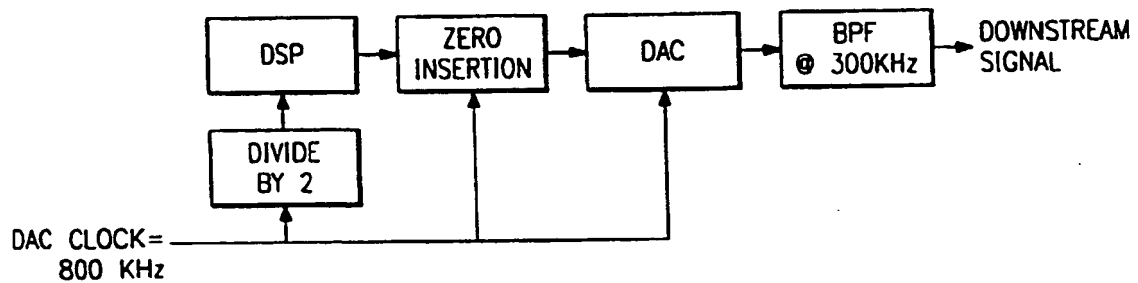 DSP
ZERO
INSERTION
DAC
BPF
@ 300KHz
DOWNSTREAM
SIGNAL
DIVIDE
BY 2
DAC CLOCK=
800 KHz